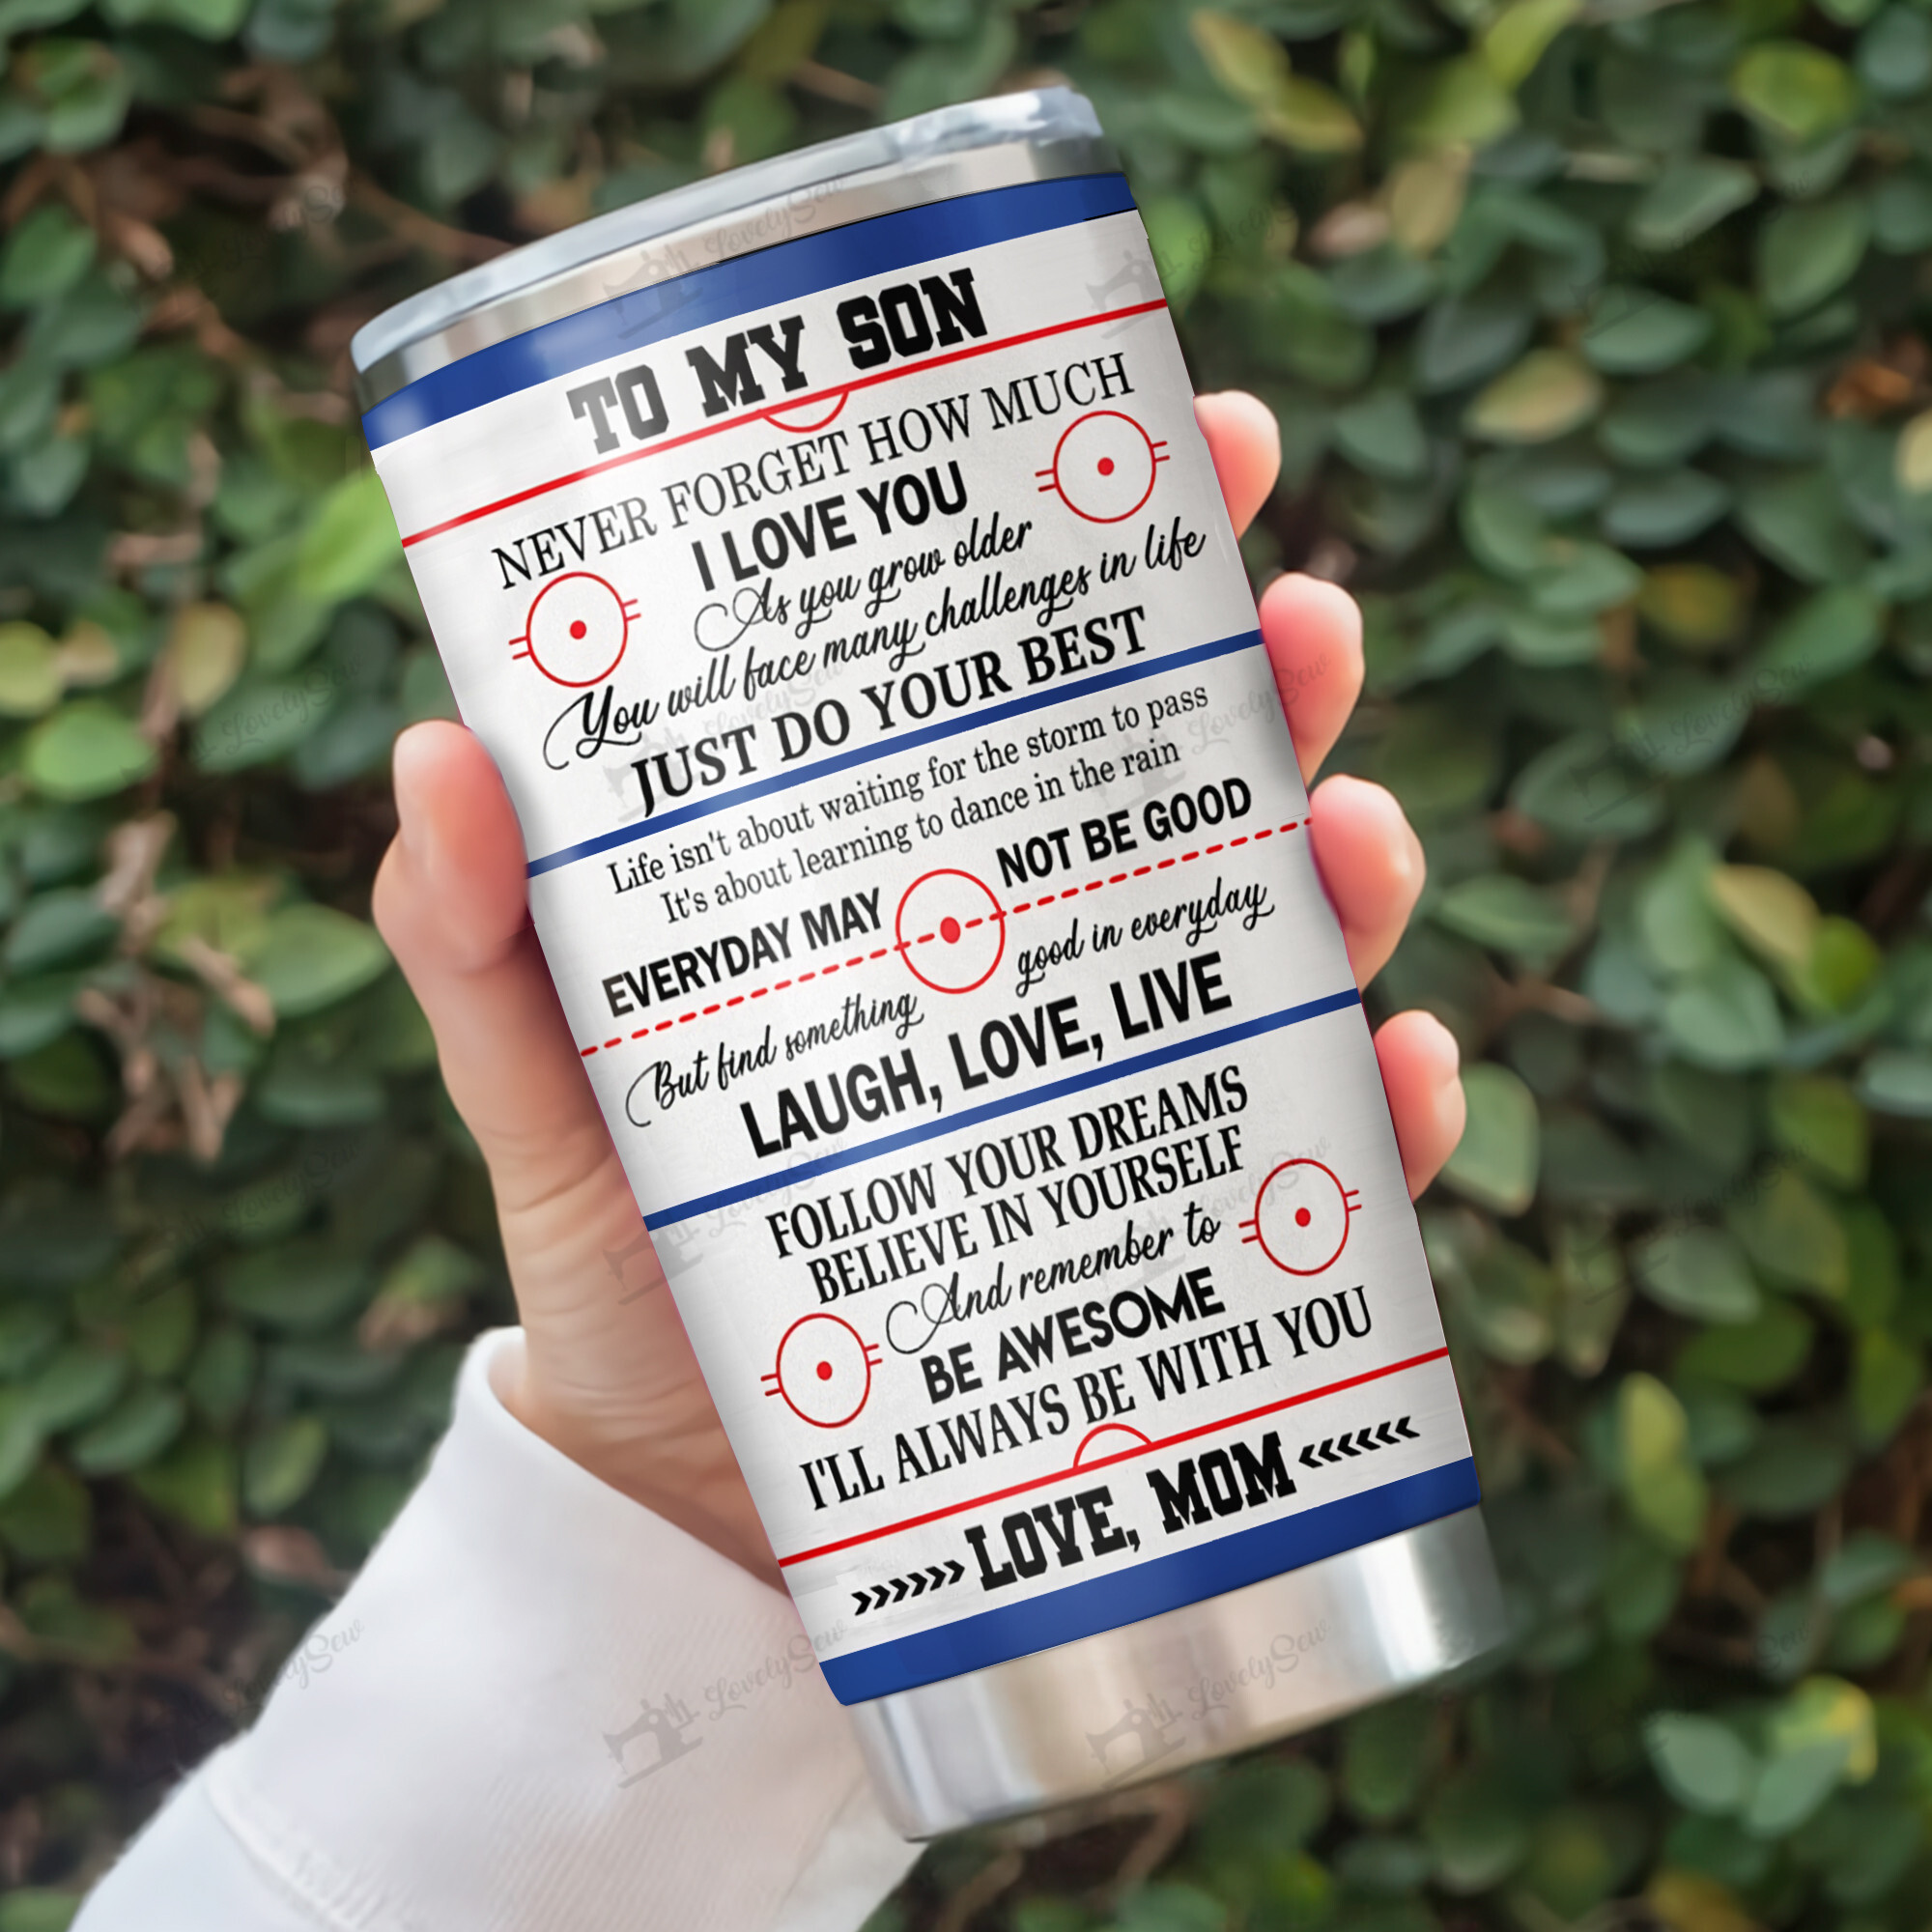 TO MY SON
NEVER FORGET HOW MUCH
I LOVE YOU
As you grow older
You will face many challenges in life
JUST DO YOUR BEST
Life isn't about waiting for the storm to pass
It's about learning to dance in the rain
EVERYDAY MAY NOT BE GOOD
But find something good in everyday
LAUGH, LOVE, LIVE
FOLLOW YOUR DREAMS
BELIEVE IN YOURSELF
And remember to
BE AWESOME
I'LL ALWAYS BE WITH YOU
LOVE, MOM
LovelySew